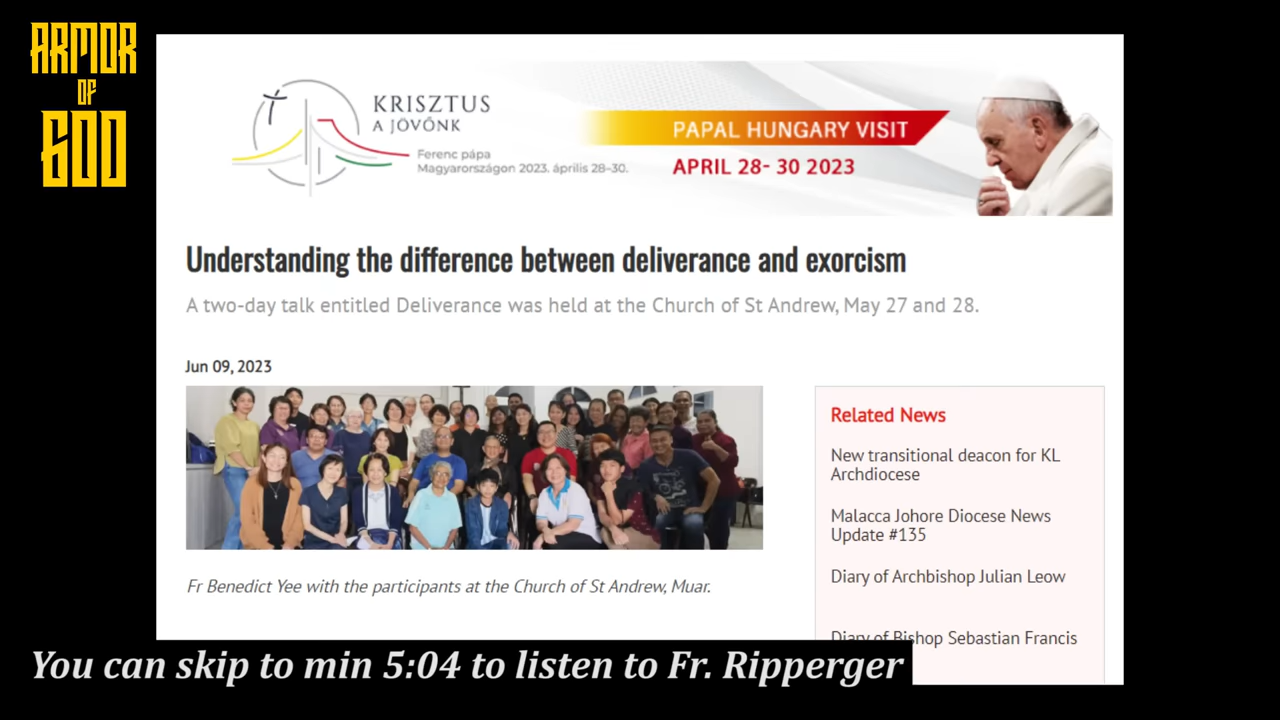 ARMOR
OF
GOD
KRISZTUS
A JÖVŐNK
Ferenc pápa
Magyarországon 2023. április 28–30.
PAPAL HUNGARY VISIT
APRIL 28- 30 2023
Understanding the difference between deliverance and exorcism
A two-day talk entitled Deliverance was held at the Church of St Andrew, May 27 and 28.
Jun 09, 2023
Fr Benedict Yee with the participants at the Church of St Andrew, Muar.
Related News
New transitional deacon for KL
Archdiocese
Malacca Johore Diocese News
Update #135
Diary of Archbishop Julian Leow
Diary of Bishop Sebastian Francis
You can skip to min 5:04 to listen to Fr. Ripperger